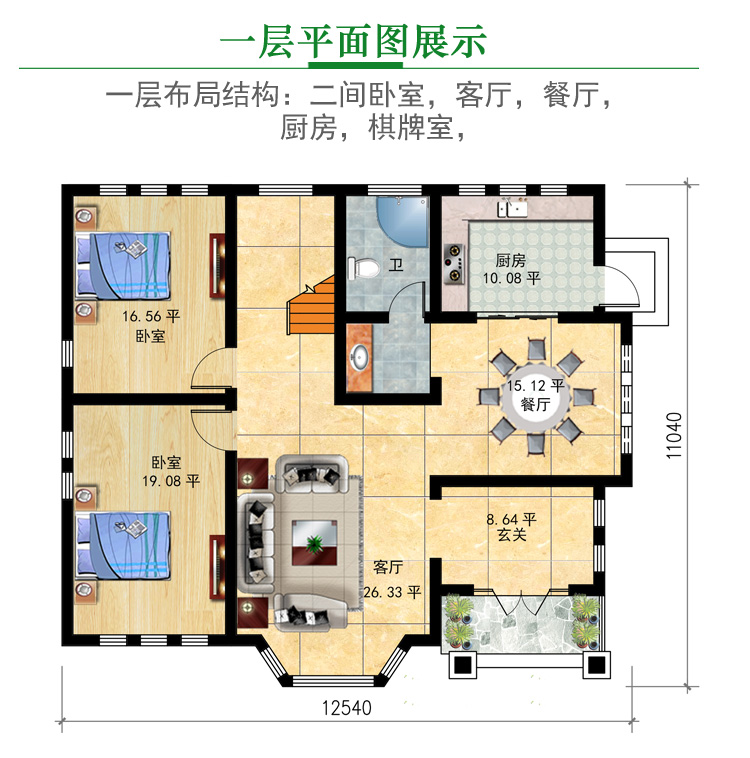 一层平面图展示
一层布局结构：二间卧室，客厅，餐厅，
厨房，棋牌室，
卫
厨房
10.08 平
16.56 平
卧室
15.12 平
餐厅
11040
卧室
19.08 平
8.64 平
玄关
客厅
26.33 平
12540